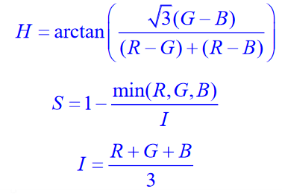 H = arctan( √3(G − B) / ((R − G) + (R − B)) )
S = 1 − min(R, G, B) / I
I = (R + G + B) / 3